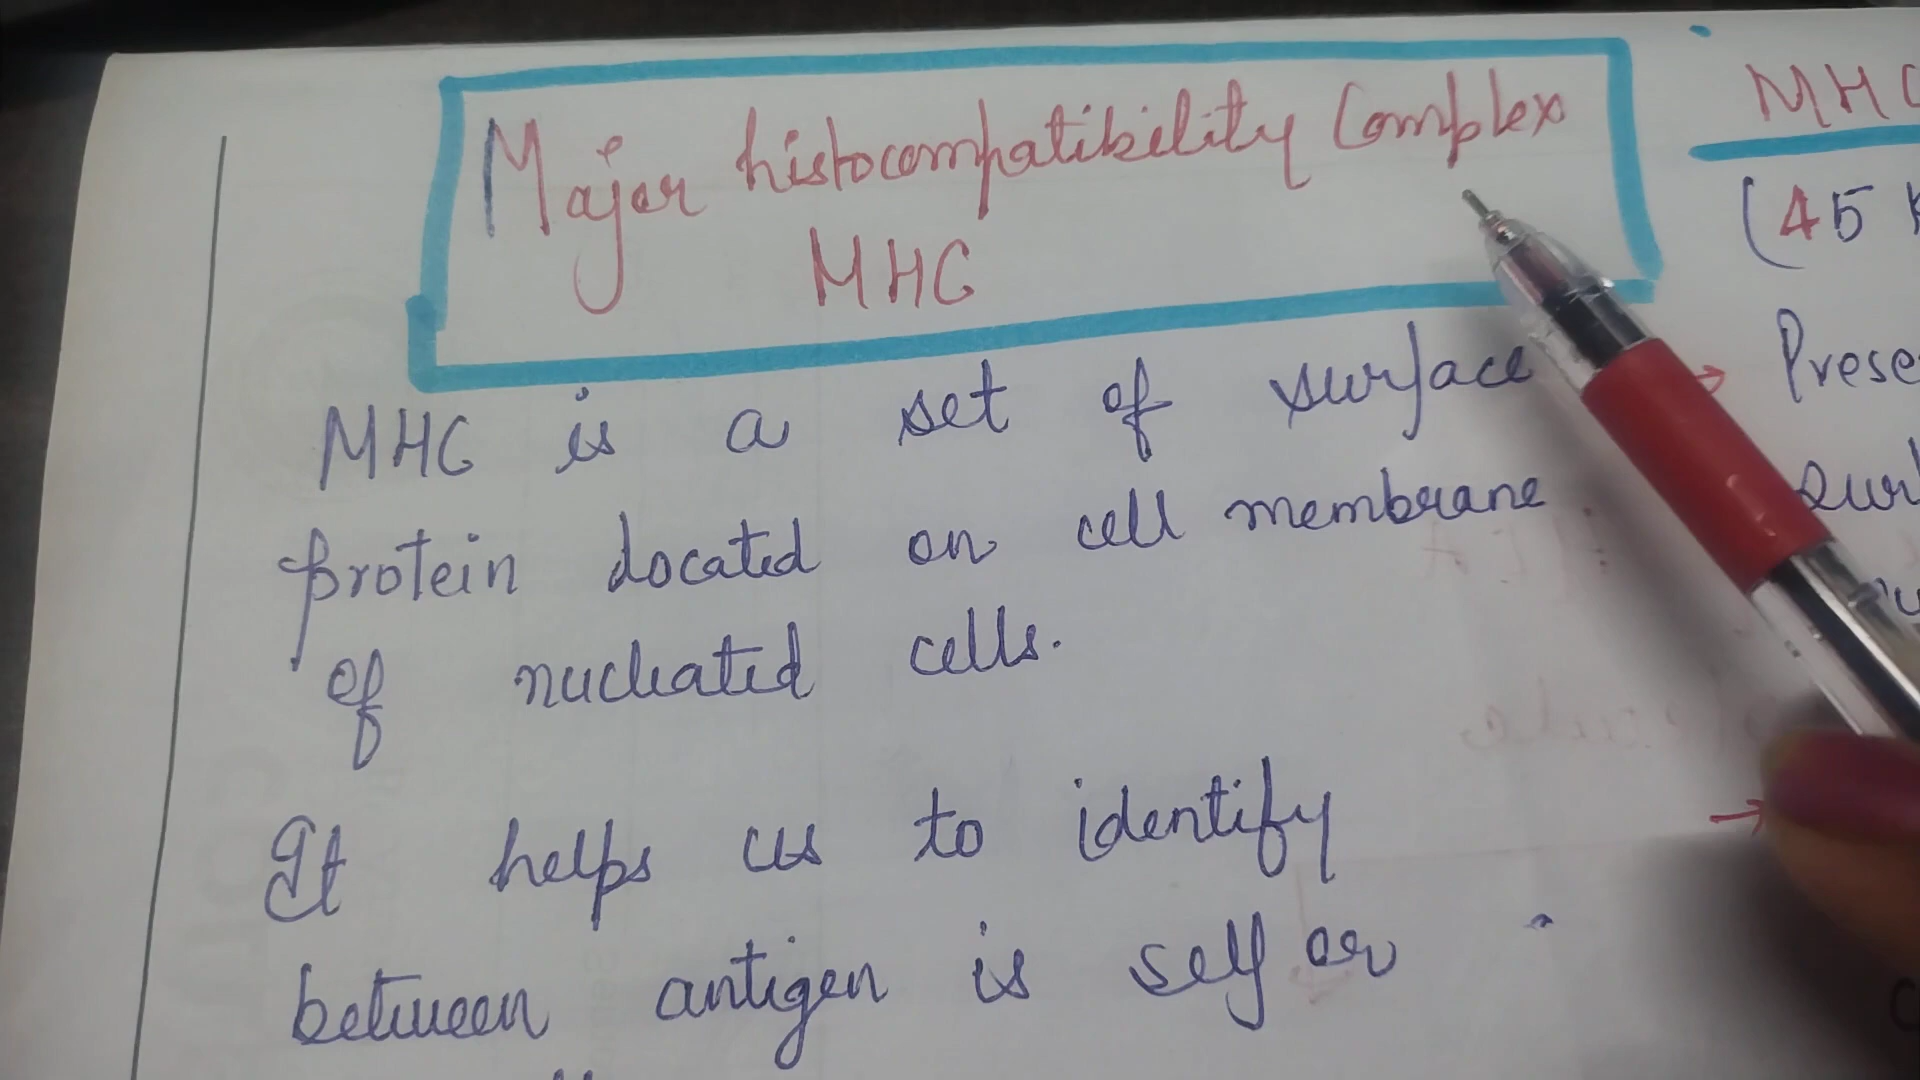 Major histocompatibility Complex
MHC
MHC is a set of surface
protein located on cell membrane
of nucleated cells.
It helps us to identify
between antigen is self or
MHC
(45